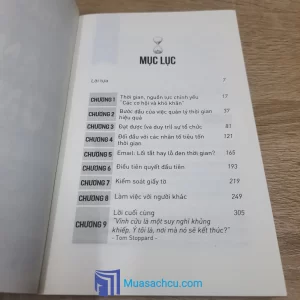 MỤC LỤC
Lời tựa 7
CHƯƠNG 1 Thời gian, nguồn lực chính yếu 17
"Các cơ hội và khó khăn"
CHƯƠNG 2 Bước đầu của việc quản lý thời gian 37
hiệu quả
CHƯƠNG 3 Đạt được (và duy trì) sự tổ chức 81
CHƯƠNG 4 Đối đầu với các nhân tố tiêu tốn 121
thời gian
CHƯƠNG 5 Email: Lối tắt hay lỗ đen thời gian? 165
CHƯƠNG 6 Điều tiên quyết đầu tiên 193
CHƯƠNG 7 Kiểm soát giấy tờ 219
CHƯƠNG 8 Làm việc với người khác 249
CHƯƠNG 9 Lời cuối cùng 305
"Vĩnh cửu là một suy nghĩ khủng
khiếp. Ý tôi là, nơi mà nó sẽ kết thúc?"
- Tom Stoppard -
Muasachcu.com